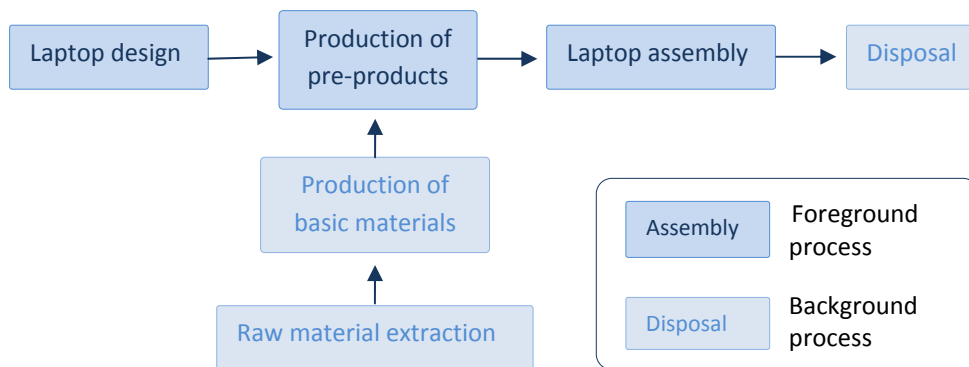 Laptop design
Production of
pre-products
Laptop assembly
Disposal
Production of
basic materials
Raw material extraction
Assembly
Foreground
process
Disposal
Background
process